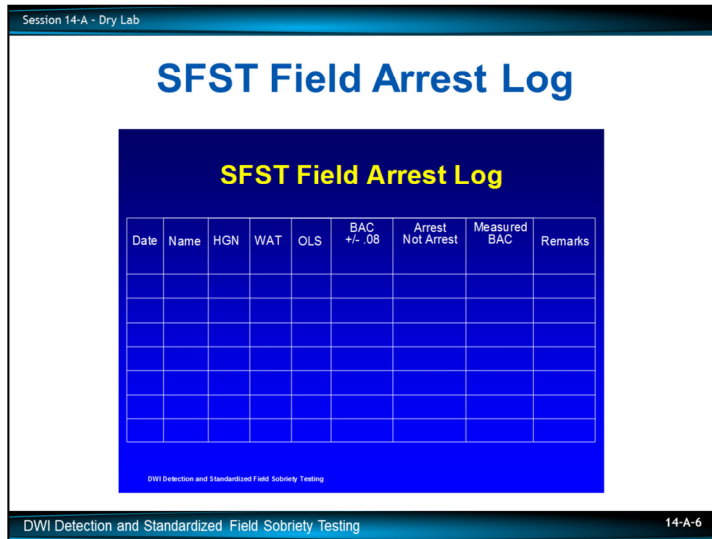 Session 14-A - Dry Lab
SFST Field Arrest Log
SFST Field Arrest Log
Date Name HGN WAT OLS BAC +/- .08 Arrest Not Arrest Measured BAC Remarks
DWI Detection and Standardized Field Sobriety Testing
DWI Detection and Standardized Field Sobriety Testing 14-A-6